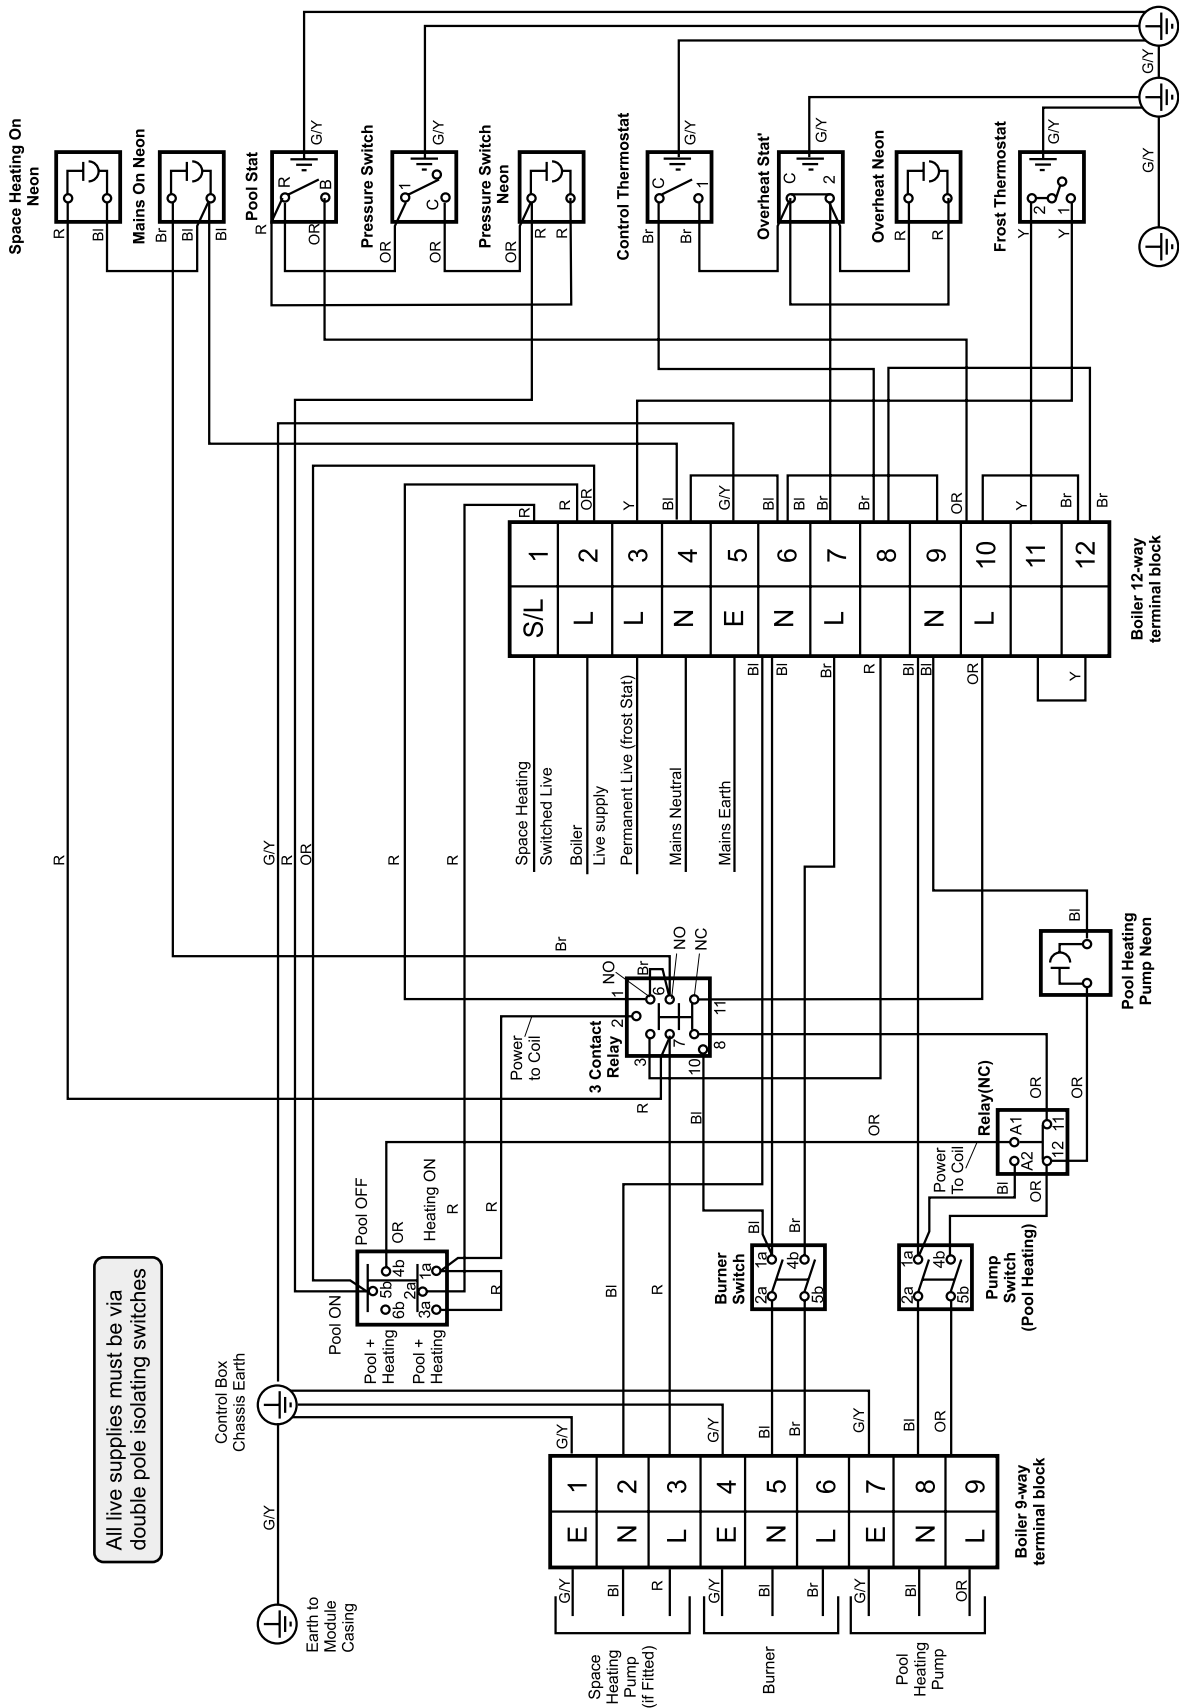 All live supplies must be via
double pole isolating switches
Space Heating On
Neon
R
Bl
Mains On Neon
Br
Bl
Bl
Pool Stat
R
B
G/Y
R
OR
Pressure Switch
1
C
G/Y
OR
OR
Pressure Switch
Neon
OR
R
R
Control Thermostat
C
1
G/Y
Br
Br
Overheat Stat'
C
2
G/Y
Overheat Neon
R
R
Frost Thermostat
2
1
G/Y
Y
Y
G/Y
G/Y
R
R
OR
Y
Bl
G/Y
Bl
Bl
Br
Br
OR
Y
Br
Br
1
2
3
4
5
6
7
8
9
10
11
12
S/L
L
L
N
E
N
L
N
L
Boiler 12-way
terminal block
Bl
Bl
Br
R
Bl
Bl
OR
Y
Space Heating
Switched Live
Boiler
Live supply
Permanent Live (frost Stat)
Mains Neutral
Mains Earth
R
G/Y
R
OR
R
R
Br
3 Contact
Relay
NO
Br
NO
NC
1
6
2
11
3
7
10
8
Power
to Coil
R
Bl
Pool Heating
Pump Neon
Bl
Relay(NC)
A1
A2
11
12
OR
OR
OR
Power
To Coil
Bl
OR
Pool OFF
Pool ON
Heating ON
Pool +
Heating
Pool +
Heating
OR
R
R
R
4b
5b
6b
1a
2a
3a
Burner
Switch
Bl
Br
1a
4b
2a
5b
Pump
Switch
(Pool Heating)
1a
4b
2a
5b
Bl
R
Control Box
Chassis Earth
G/Y
Earth to
Module
Casing
G/Y
G/Y
Bl
Br
G/Y
Bl
OR
1
2
3
4
5
6
7
8
9
E
N
L
E
N
L
E
N
L
Boiler 9-way
terminal block
G/Y
Bl
R
G/Y
Bl
Br
G/Y
Bl
OR
Space
Heating
Pump
(if Fitted)
Burner
Pool
Heating
Pump